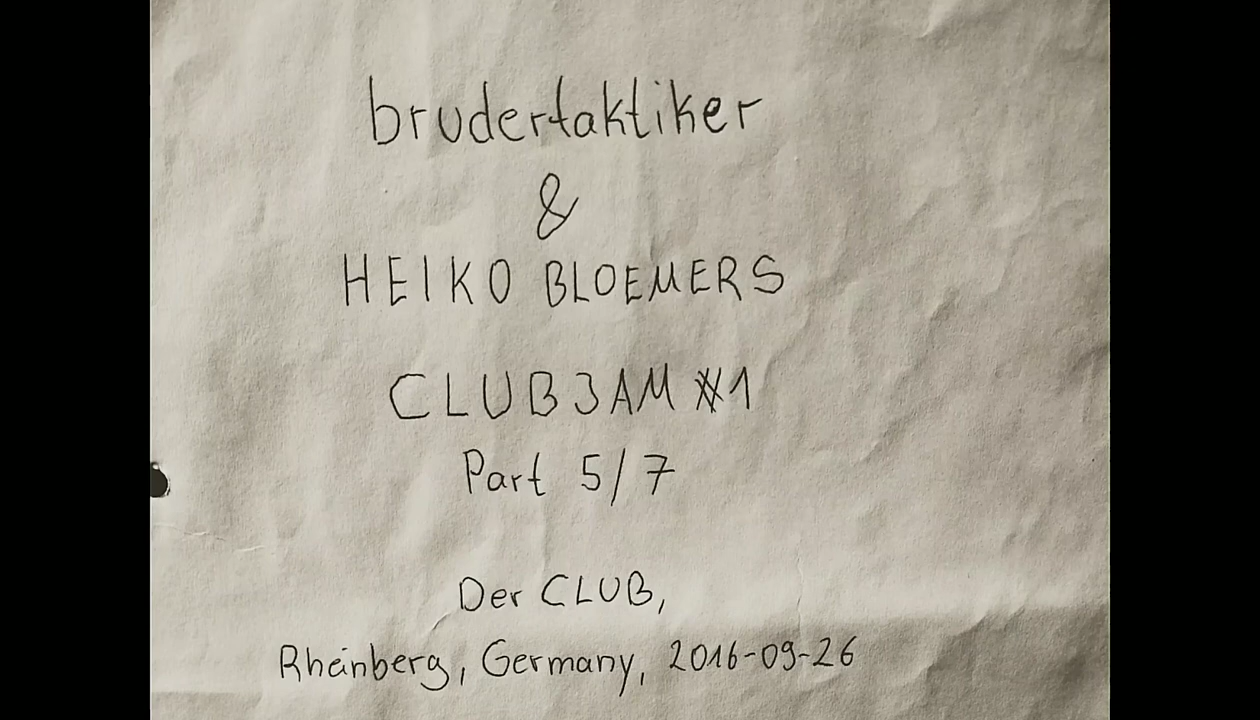 brudertaktiker
&
HEIKO BLOEMERS
CLUBJAM #1
Part 5/7
Der CLUB,
Rheinberg, Germany, 2016-09-26